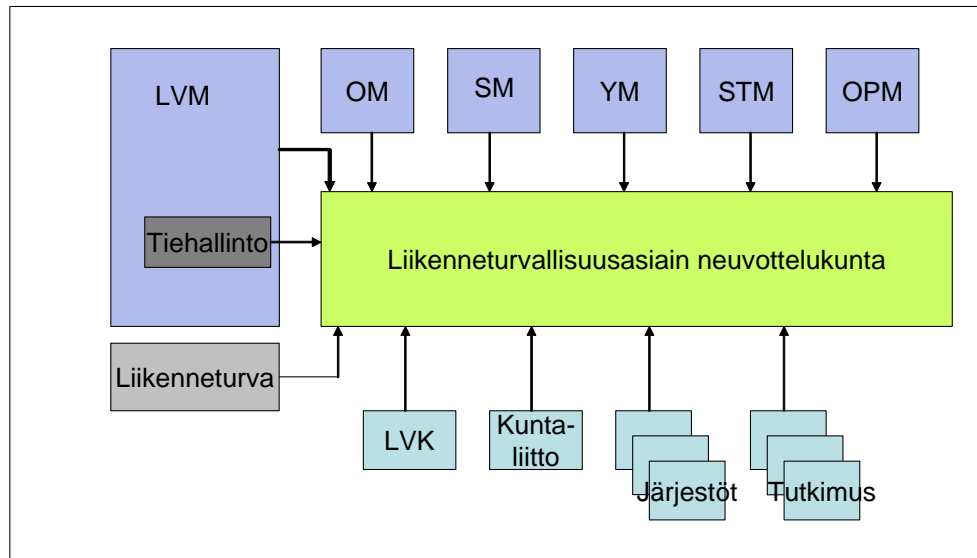 LVM
OM
SM
YM
STM
OPM
Tiehallinto
Liikenneturvallisuusasiain neuvottelukunta
Liikenneturva
LVK
Kunta-
liitto
Järjestöt
Tutkimus